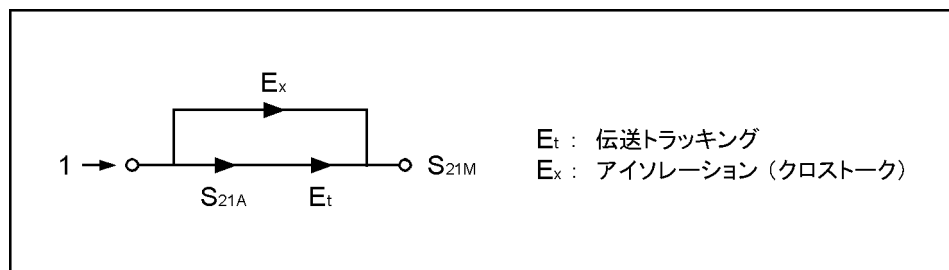 Ex
1
S21A
Et
S21M
Et : 伝送トラッキング
Ex : アイソレーション (クロストーク)